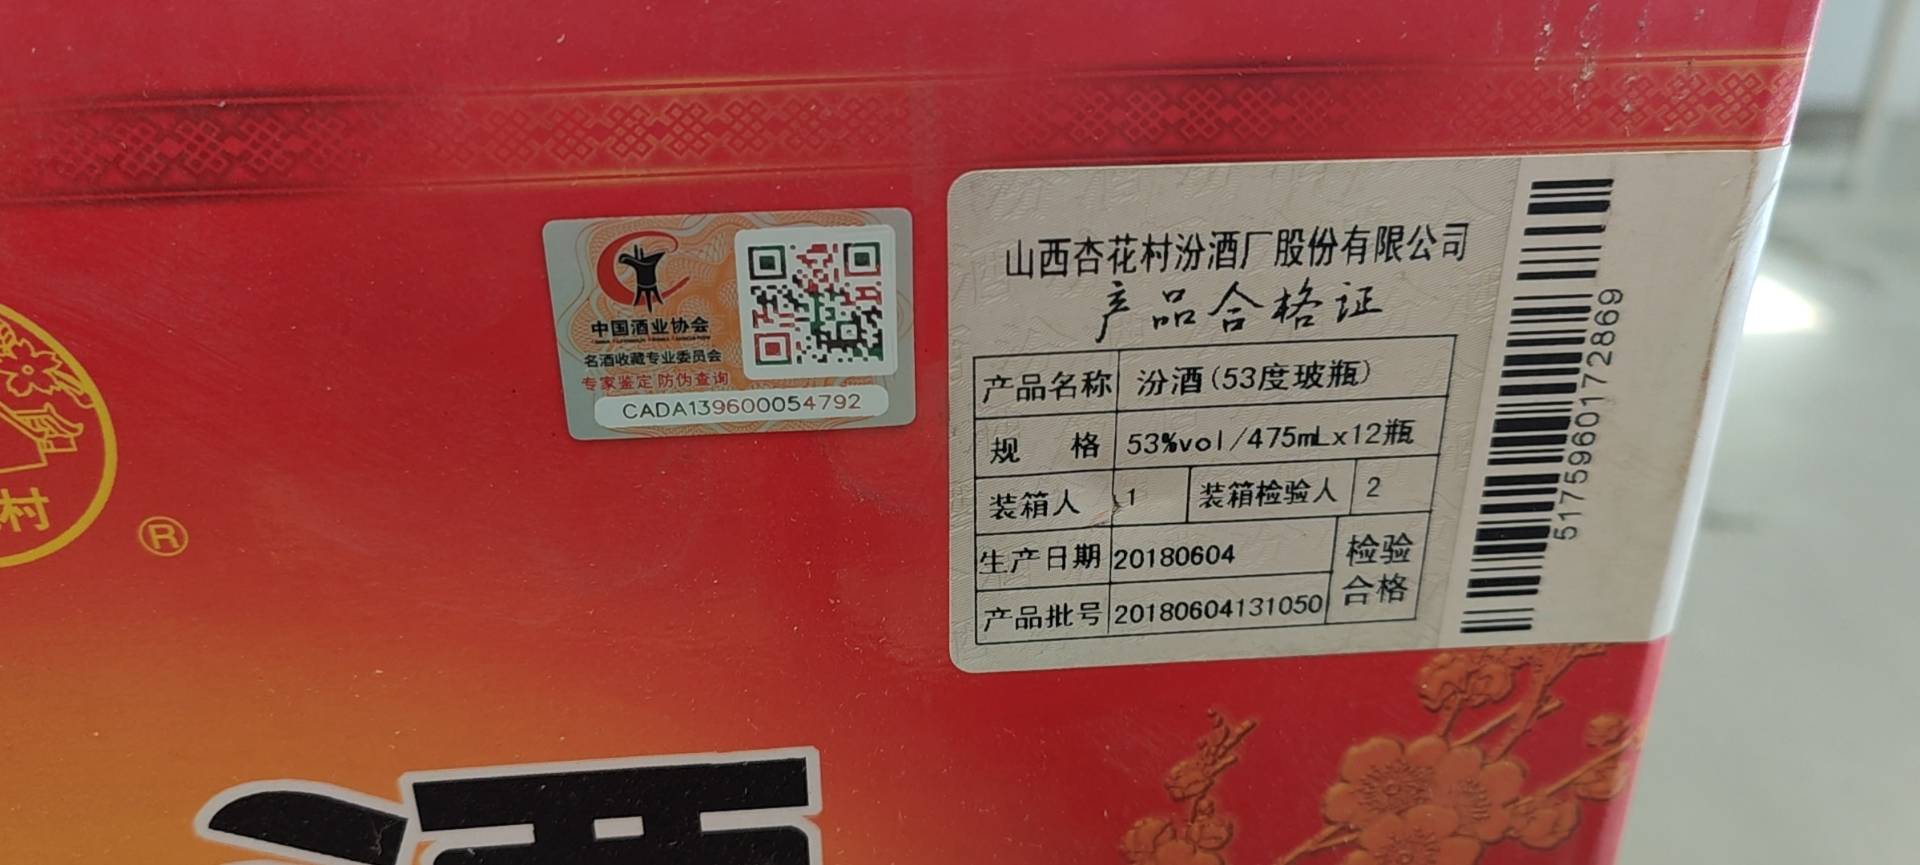 村
®
中国酒业协会
名酒收藏专业委员会
专家鉴定 防伪查询
CADA139600054792
山西杏花村汾酒厂股份有限公司
产品合格证
产品名称 汾酒(53度玻瓶)
规 格 53%vol/475mLx12瓶
装箱人 1 装箱检验人 2
生产日期 20180604 检验
产品批号 20180604131050 合格
5175960172869
酒